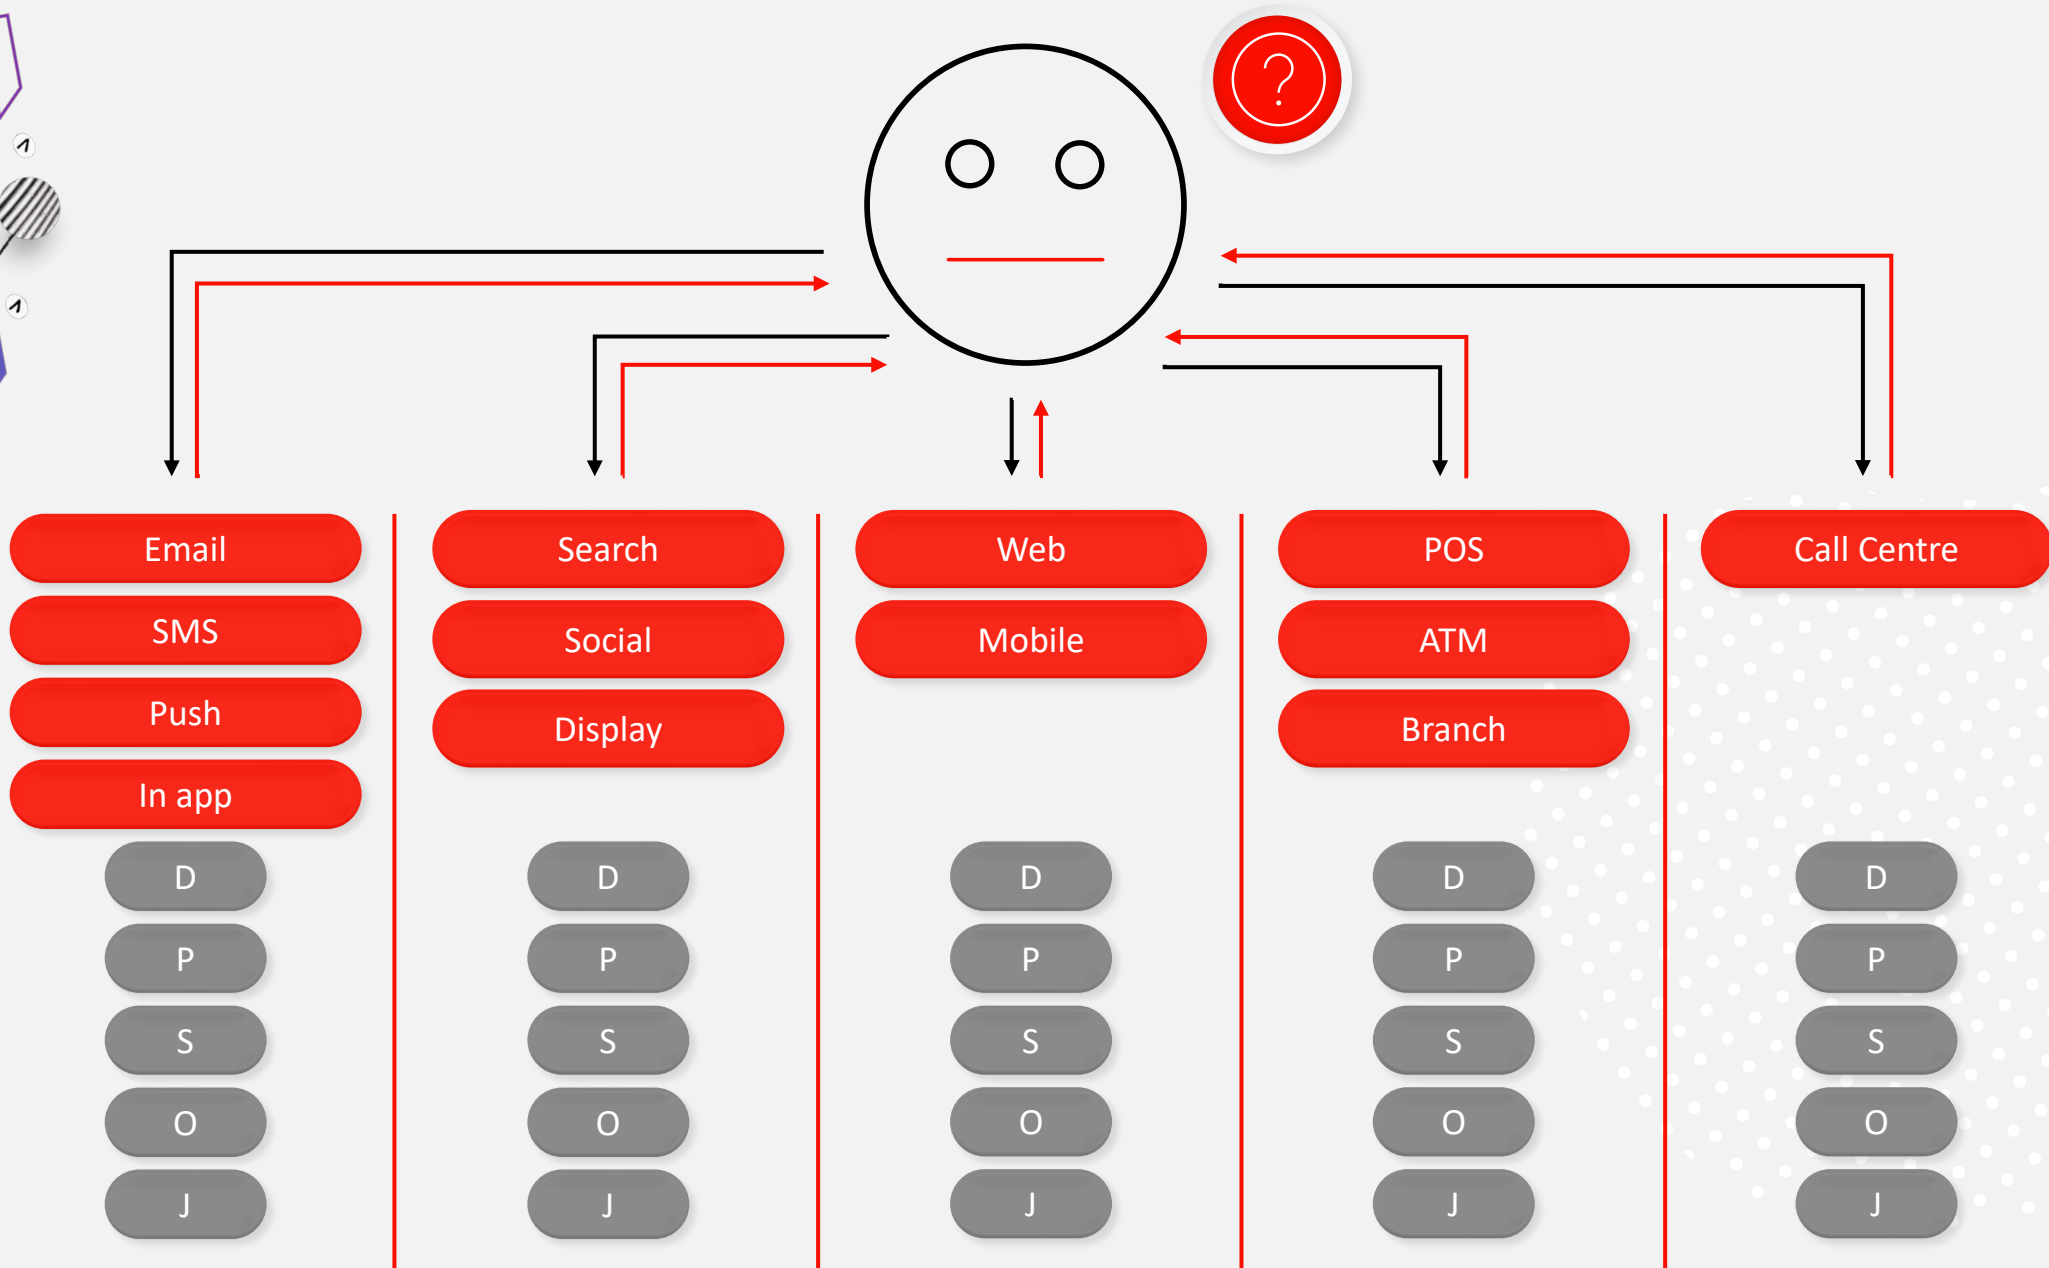 ?
Email
SMS
Push
In app
D
P
S
O
J
Search
Social
Display
D
P
S
O
J
Web
Mobile
D
P
S
O
J
POS
ATM
Branch
D
P
S
O
J
Call Centre
D
P
S
O
J